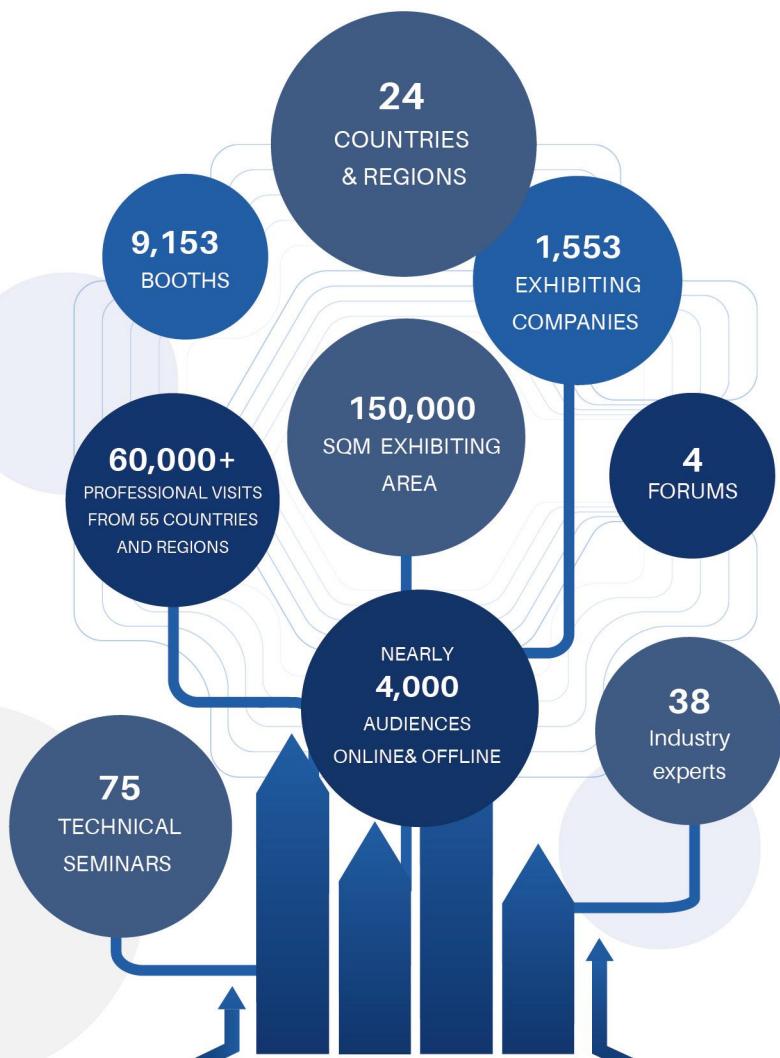 24
COUNTRIES
& REGIONS
9,153
BOOTHS
1,553
EXHIBITING
COMPANIES
150,000
SQM EXHIBITING
AREA
60,000+
PROFESSIONAL VISITS
FROM 55 COUNTRIES
AND REGIONS
4
FORUMS
NEARLY
4,000
AUDIENCES
ONLINE& OFFLINE
38
Industry
experts
75
TECHNICAL
SEMINARS